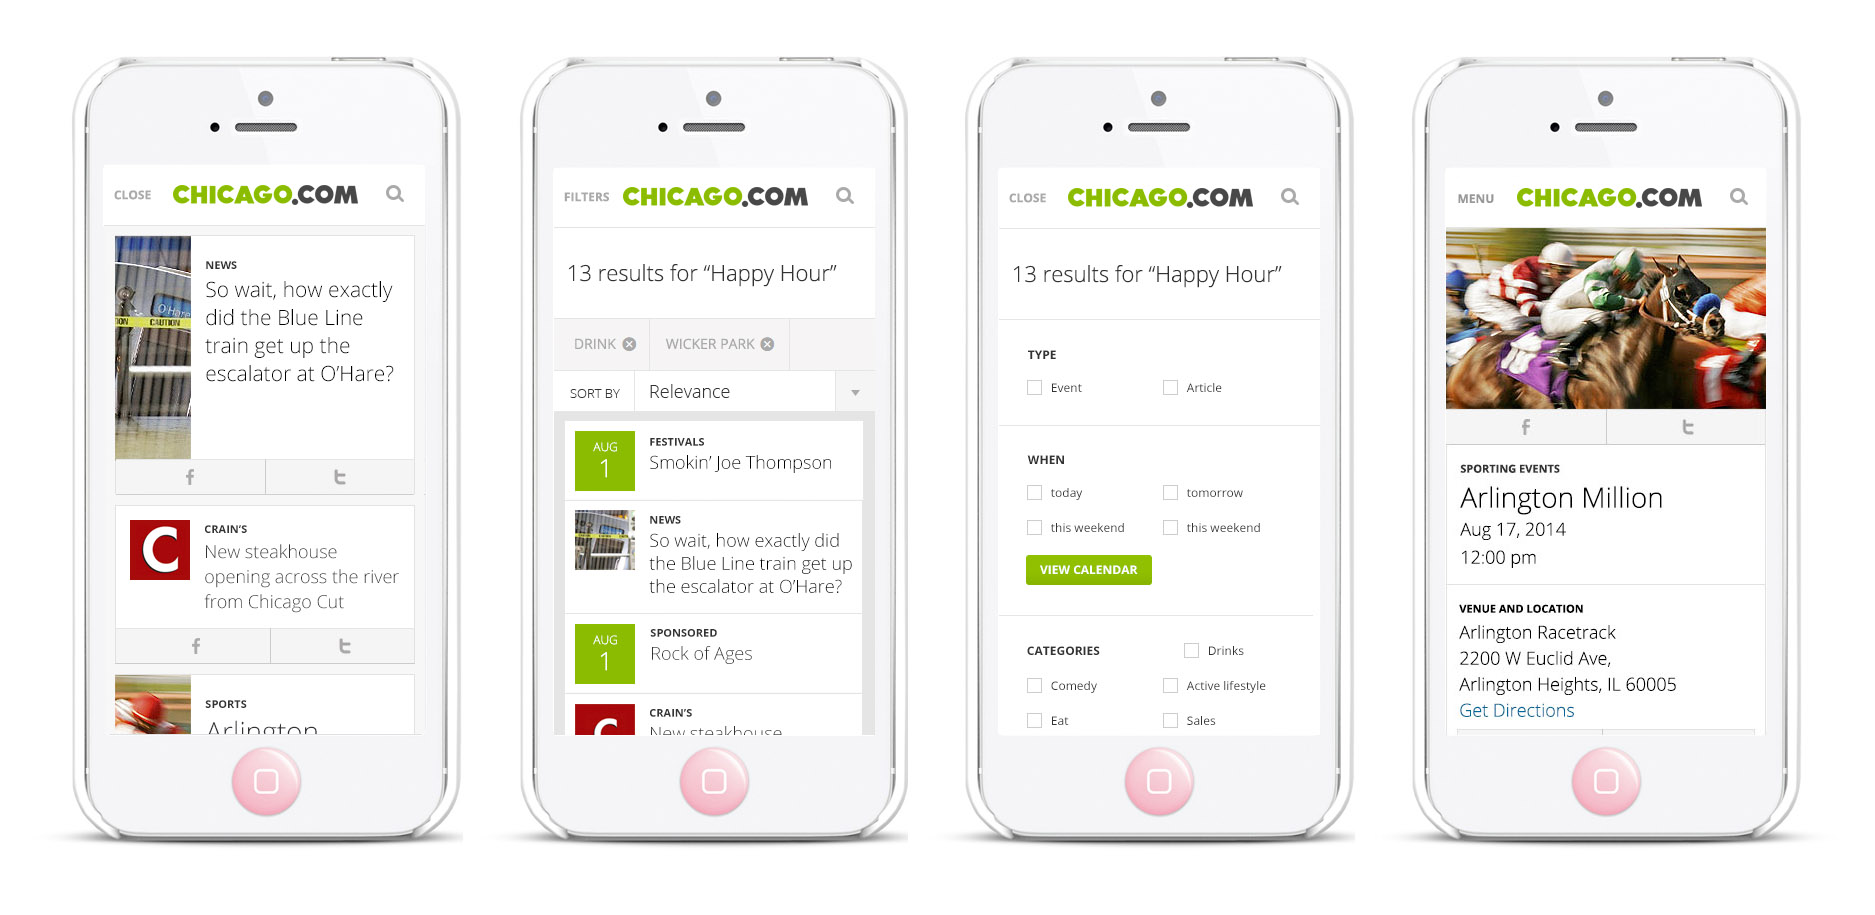 CLOSE
CHICAGO.COM
O'Hare
CAUTION
NEWS
So wait, how exactly
did the Blue Line
train get up the
escalator at O'Hare?
f
t
C
CRAIN'S
New steakhouse
opening across the river
from Chicago Cut
f
t
SPORTS
Arlington
FILTERS
CHICAGO.COM
13 results for “Happy Hour”
DRINK
WICKER PARK
SORT BY
Relevance
AUG
1
FESTIVALS
Smokin’ Joe Thompson
NEWS
So wait, how exactly did
the Blue Line train get up
the escalator at O’Hare?
AUG
1
SPONSORED
Rock of Ages
C
CRAIN’S
New steakhouse
CLOSE
CHICAGO.COM
13 results for “Happy Hour”
TYPE
Event
Article
WHEN
today
tomorrow
this weekend
this weekend
VIEW CALENDAR
CATEGORIES
Drinks
Comedy
Active lifestyle
Eat
Sales
MENU
CHICAGO.COM
f
t
SPORTING EVENTS
Arlington Million
Aug 17, 2014
12:00 pm
VENUE AND LOCATION
Arlington Racetrack
2200 W Euclid Ave,
Arlington Heights, IL 60005
Get Directions